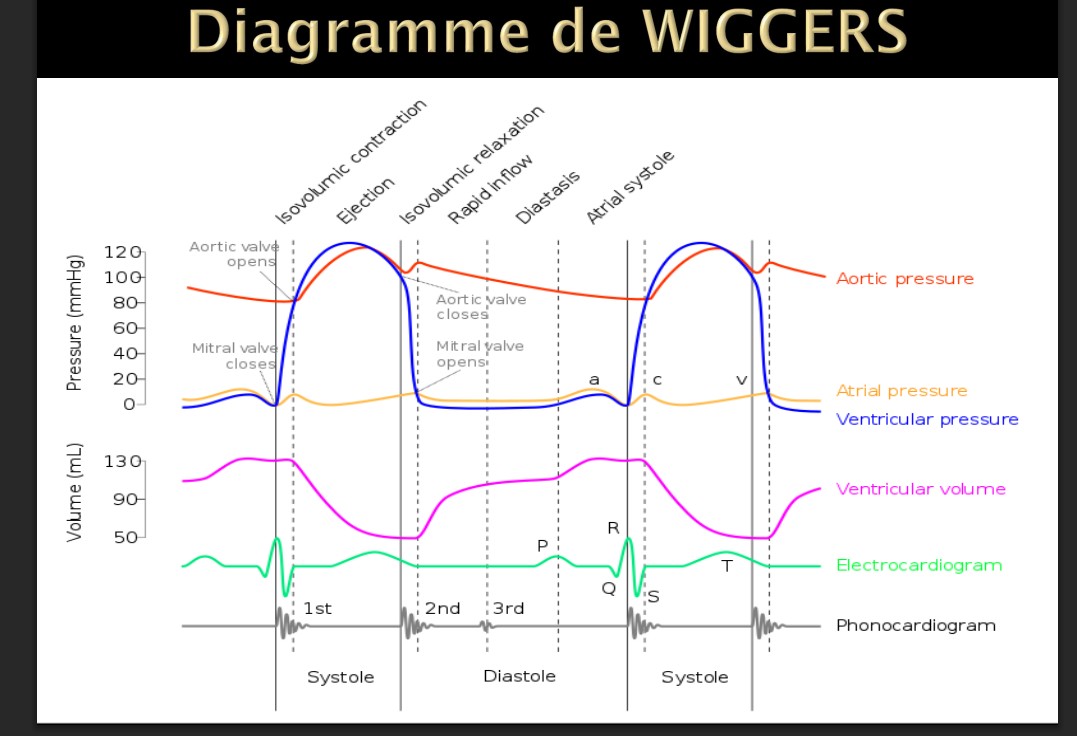 Diagramme de WIGGERS
Isovolumic contraction
Ejection
Isovolumic relaxation
Rapid inflow
Diastasis
Atrial systole
Pressure (mmHg)
120
100
80
60
40
20
0
Aortic valve
opens
Mitral valve
closes
Aortic valve
closes
Mitral valve
opens
a
c
v
Aortic pressure
Atrial pressure
Ventricular pressure
Volume (mL)
130
90
50
Ventricular volume
R
P
Q
S
T
Electrocardiogram
1st
2nd
3rd
Phonocardiogram
Systole
Diastole
Systole